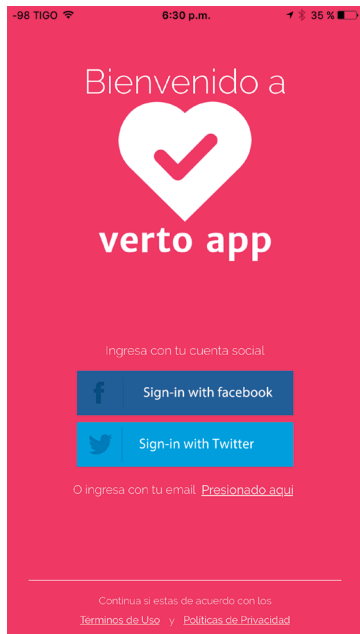 -98 TIGO 6:30 p.m. 35 %
Bienvenido a
verto app
Ingresa con tu cuenta social
Sign-in with facebook
Sign-in with Twitter
O ingresa con tu email Presionado aqui
Continua si estas de acuerdo con los
Términos de Uso y Politicas de Privacidad